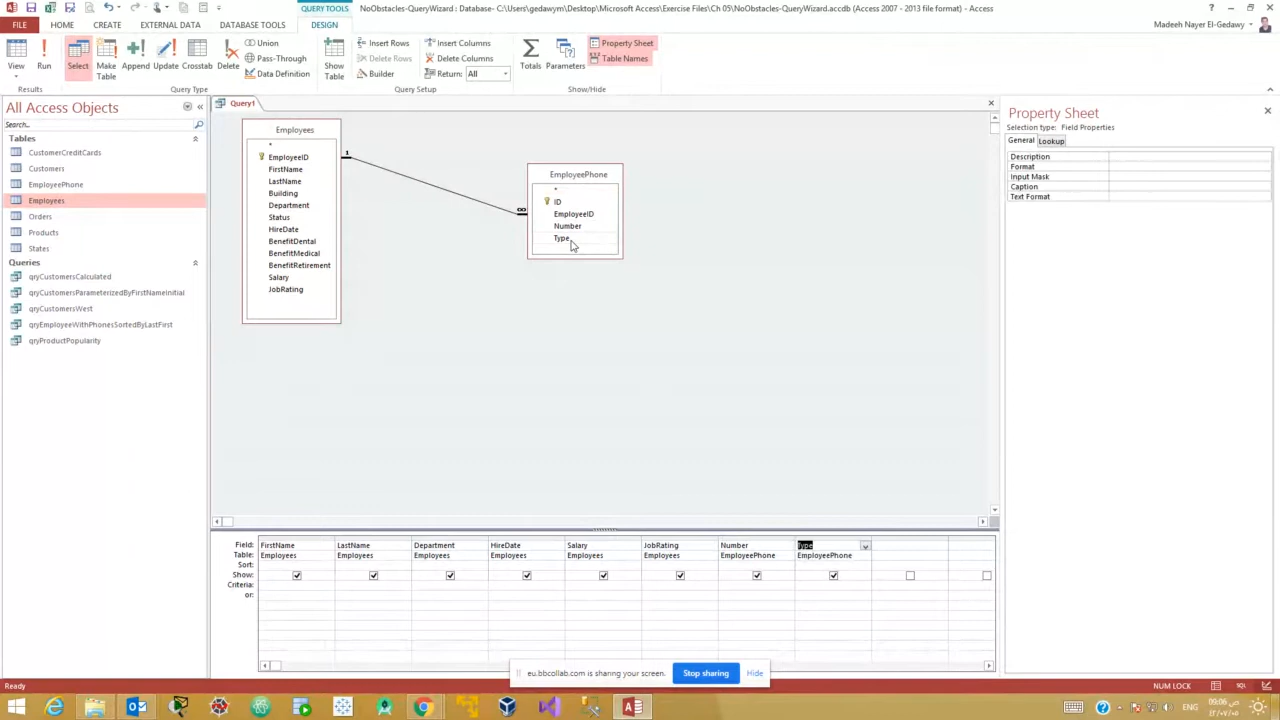 QUERY TOOLS
NoObstacles-QueryWizard : Database- C:\Users\gedawym\Desktop\Microsoft Access\Exercise Files\Ch 05\NoObstacles-QueryWizard.accdb (Access 2007 - 2013 file format) - Access
FILE HOME CREATE EXTERNAL DATA DATABASE TOOLS DESIGN
Madeeh Nayer El-Gedawy
View Run Select Make Table Append Update Crosstab Delete
Union
Pass-Through
Data Definition
Show Table
Insert Rows
Delete Rows
Builder
Insert Columns
Delete Columns
Return: All
Totals Parameters
Property Sheet
Table Names
Results Query Type Query Setup Show/Hide
All Access Objects
Search...
Tables
CustomerCreditCards
Customers
EmployeePhone
Employees
Orders
Products
States
Queries
qryCustomersCalculated
qryCustomersParameterizedByFirstNameInitial
qryCustomersWest
qryEmployeeWithPhonesSortedByLastFirst
qryProductPopularity
Query1
Employees
*
EmployeeID
FirstName
LastName
Building
Department
Status
HireDate
BenefitDental
BenefitMedical
BenefitRetirement
Salary
JobRating
1
∞
EmployeePhone
*
ID
EmployeeID
Number
Type
Property Sheet
Selection type: Field Properties
General Lookup
Description
Format
Input Mask
Caption
Text Format
Field: FirstName LastName Department HireDate Salary JobRating Number Type
Table: Employees Employees Employees Employees Employees Employees EmployeePhone EmployeePhone
Sort:
Show:
Criteria:
or:
eu.bbcollab.com is sharing your screen. Stop sharing Hide
Ready
NUM LOCK SQL
ENG